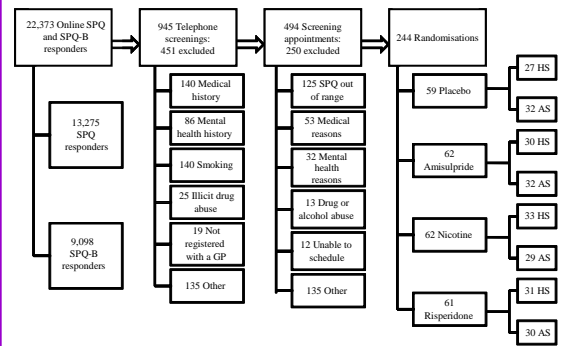 22,373 Online SPQ
and SPQ-B
responders
13,275
SPQ
responders
9,098
SPQ-B
responders
945 Telephone
screenings:
451 excluded
140 Medical
history
86 Mental
health history
140 Smoking
25 Illicit drug
abuse
19 Not
registered
with a GP
135 Other
494 Screening
appointments:
250 excluded
125 SPQ out
of range
53 Medical
reasons
32 Mental
health
reasons
13 Drug or
alcohol abuse
12 Unable to
schedule
135 Other
244 Randomisations
59 Placebo
27 HS
32 AS
62
Amisulpride
30 HS
32 AS
62 Nicotine
33 HS
29 AS
61
Risperidone
31 HS
30 AS